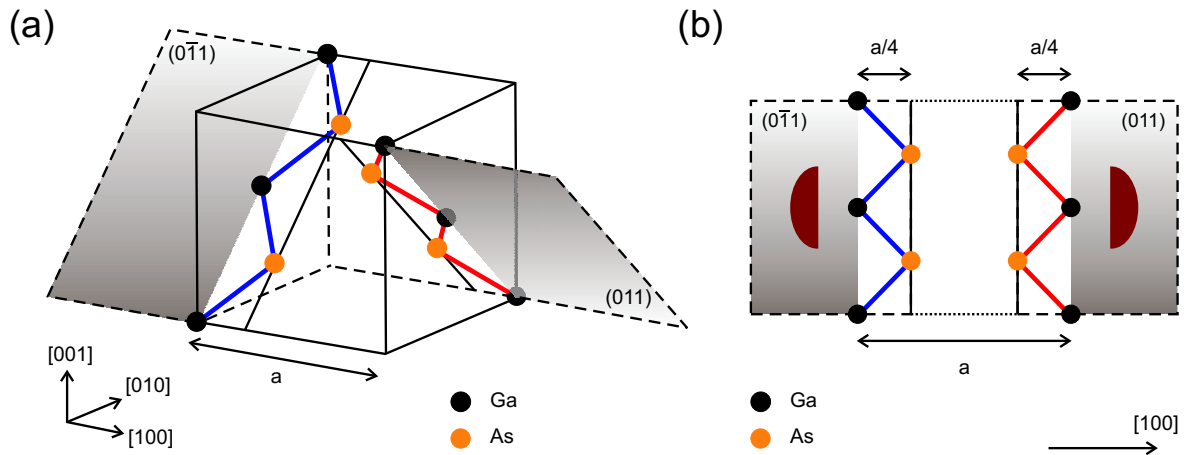 (a)
(01̅1)
(011)
a
[001]
[010]
[100]
Ga
As
(b)
a/4
a/4
(01̅1)
(011)
a
Ga
As
[100]